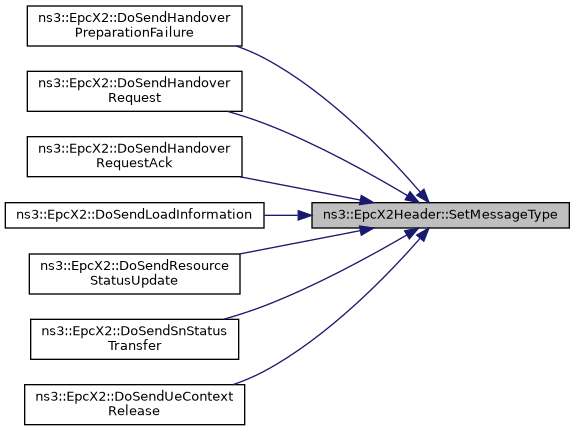 ns3::EpcX2::DoSendHandover
PreparationFailure
ns3::EpcX2::DoSendHandover
Request
ns3::EpcX2::DoSendHandover
RequestAck
ns3::EpcX2::DoSendLoadInformation
ns3::EpcX2Header::SetMessageType
ns3::EpcX2::DoSendResource
StatusUpdate
ns3::EpcX2::DoSendSnStatus
Transfer
ns3::EpcX2::DoSendUeContext
Release